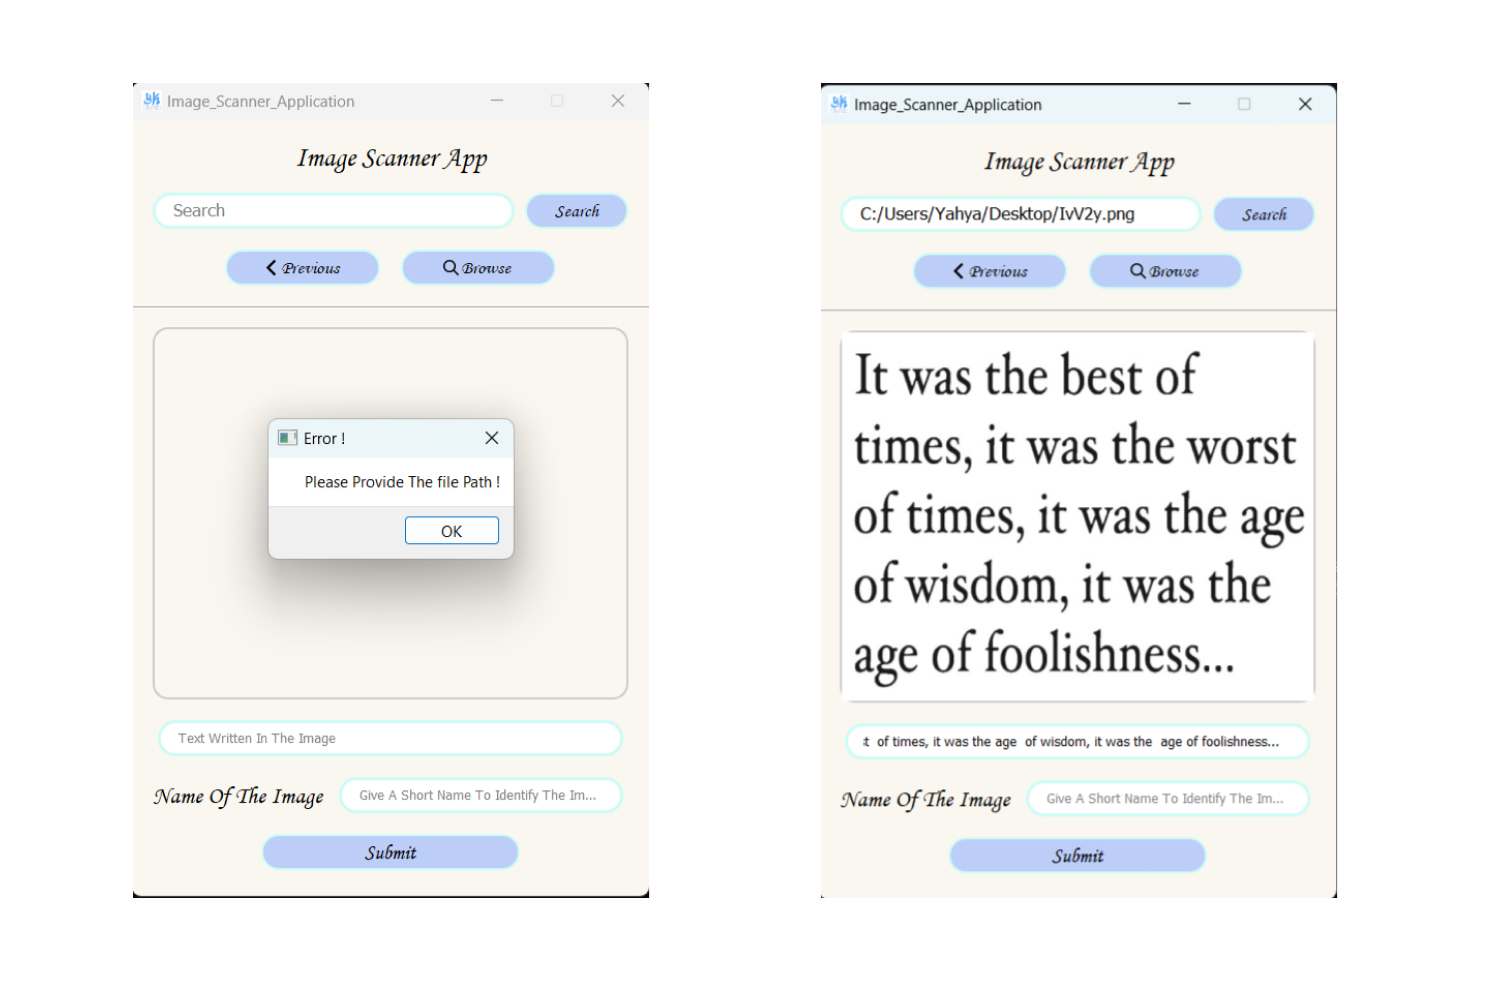 Image_Scanner_Application
Image Scanner App
Search
Search
Previous
Browse
Error !
Please Provide The file Path !
OK
Text Written In The Image
Name Of The Image
Give A Short Name To Identify The Im...
Submit
Image_Scanner_Application
Image Scanner App
C:/Users/Yahya/Desktop/IvV2y.png
Search
Previous
Browse
It was the best of
times, it was the worst
of times, it was the age
of wisdom, it was the
age of foolishness...
of times, it was the age of wisdom, it was the age of foolishness...
Name Of The Image
Give A Short Name To Identify The Im...
Submit